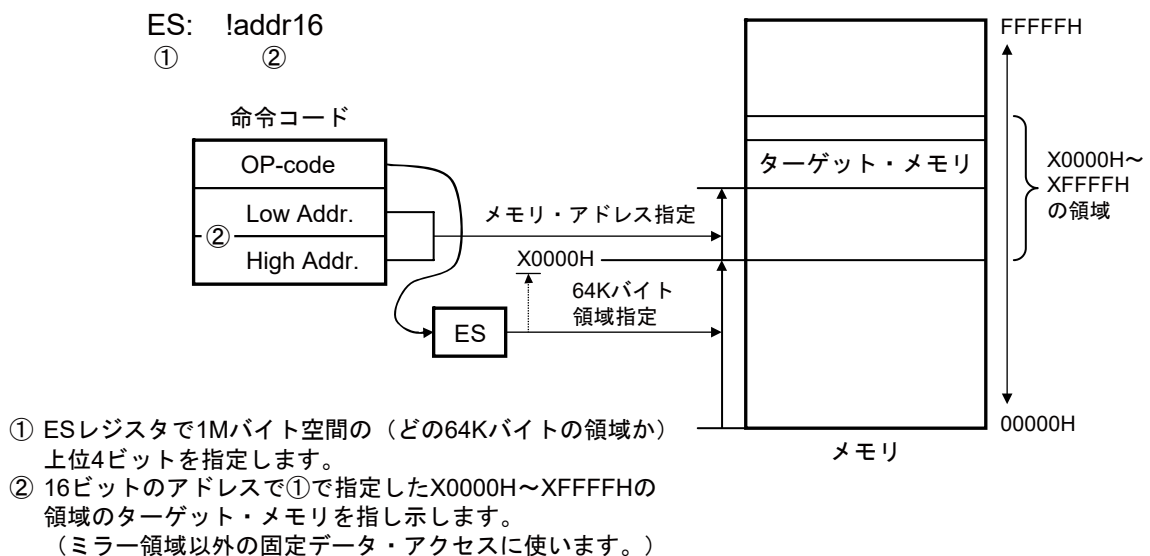 ES: !addr16
① ②
命令コード
OP-code
Low Addr.
②
High Addr.
ES
メモリ・アドレス指定
X0000H
64Kバイト
領域指定
ターゲット・メモリ
FFFFFH
X0000H～
XFFFFH
の領域
00000H
メモリ
① ESレジスタで1Mバイト空間の（どの64Kバイトの領域か）
上位4ビットを指定します。
② 16ビットのアドレスで①で指定したX0000H～XFFFFHの
領域のターゲット・メモリを指し示します。
（ミラー領域以外の固定データ・アクセスに使います。）